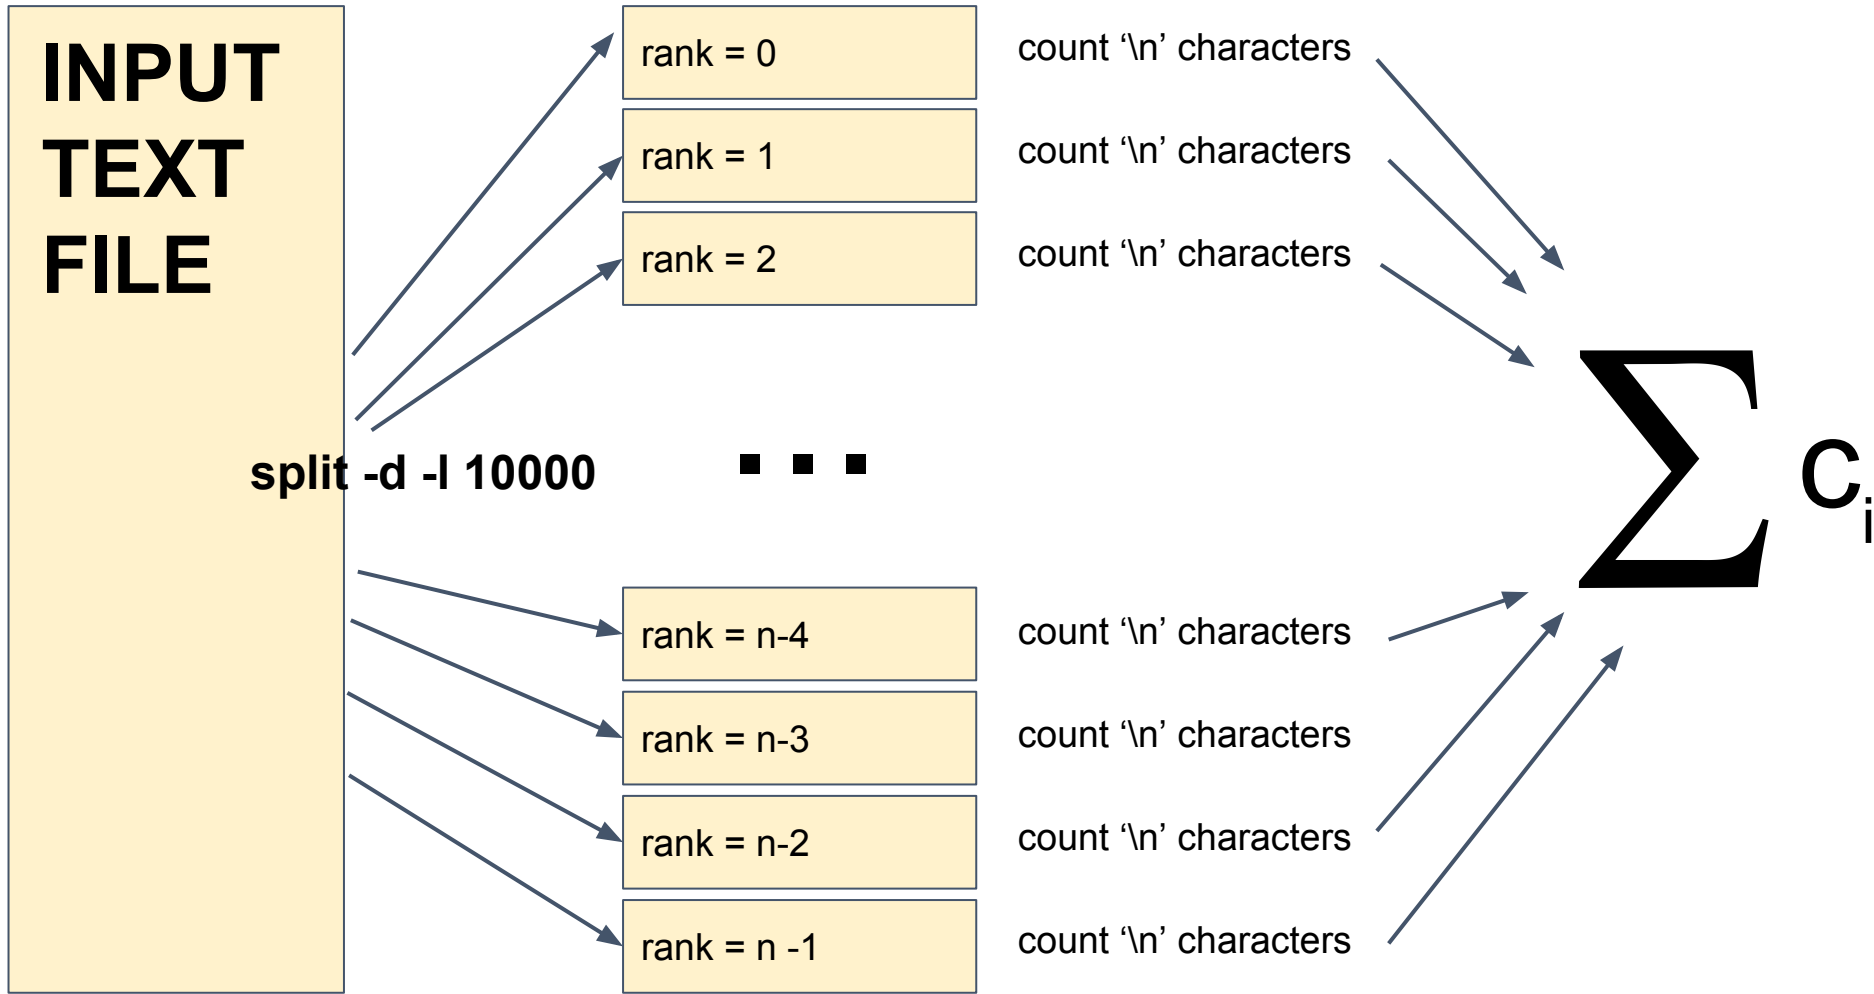 INPUT
TEXT
FILE
rank = 0
count ‘\n’ characters
rank = 1
count ‘\n’ characters
rank = 2
count ‘\n’ characters
split -d -l 10000
...
∑ cᵢ
rank = n-4
count ‘\n’ characters
rank = n-3
count ‘\n’ characters
rank = n-2
count ‘\n’ characters
rank = n -1
count ‘\n’ characters